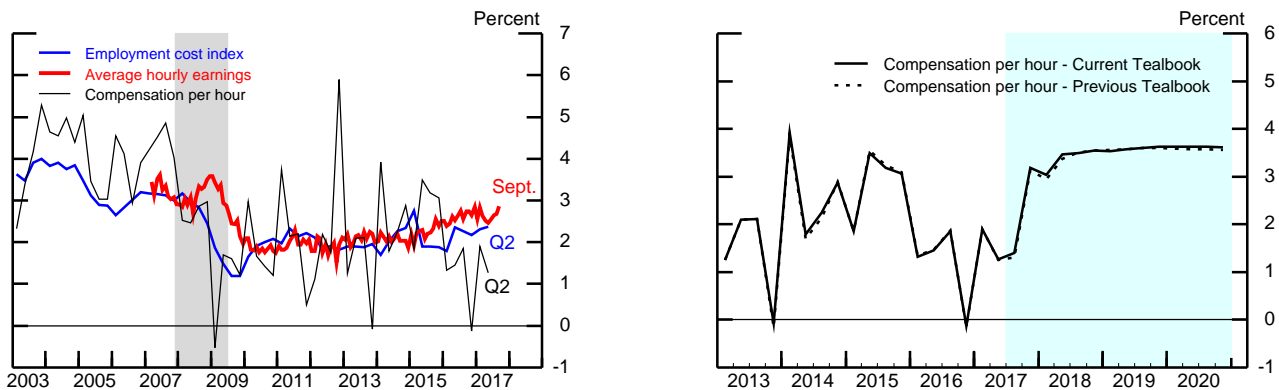 Percent
7
6
5
4
3
2
1
0
-1
Employment cost index
Average hourly earnings
Compensation per hour
Sept.
Q2
Q2
2003 2005 2007 2009 2011 2013 2015 2017
Percent
6
5
4
3
2
1
0
-1
Compensation per hour - Current Tealbook
Compensation per hour - Previous Tealbook
2013 2014 2015 2016 2017 2018 2019 2020